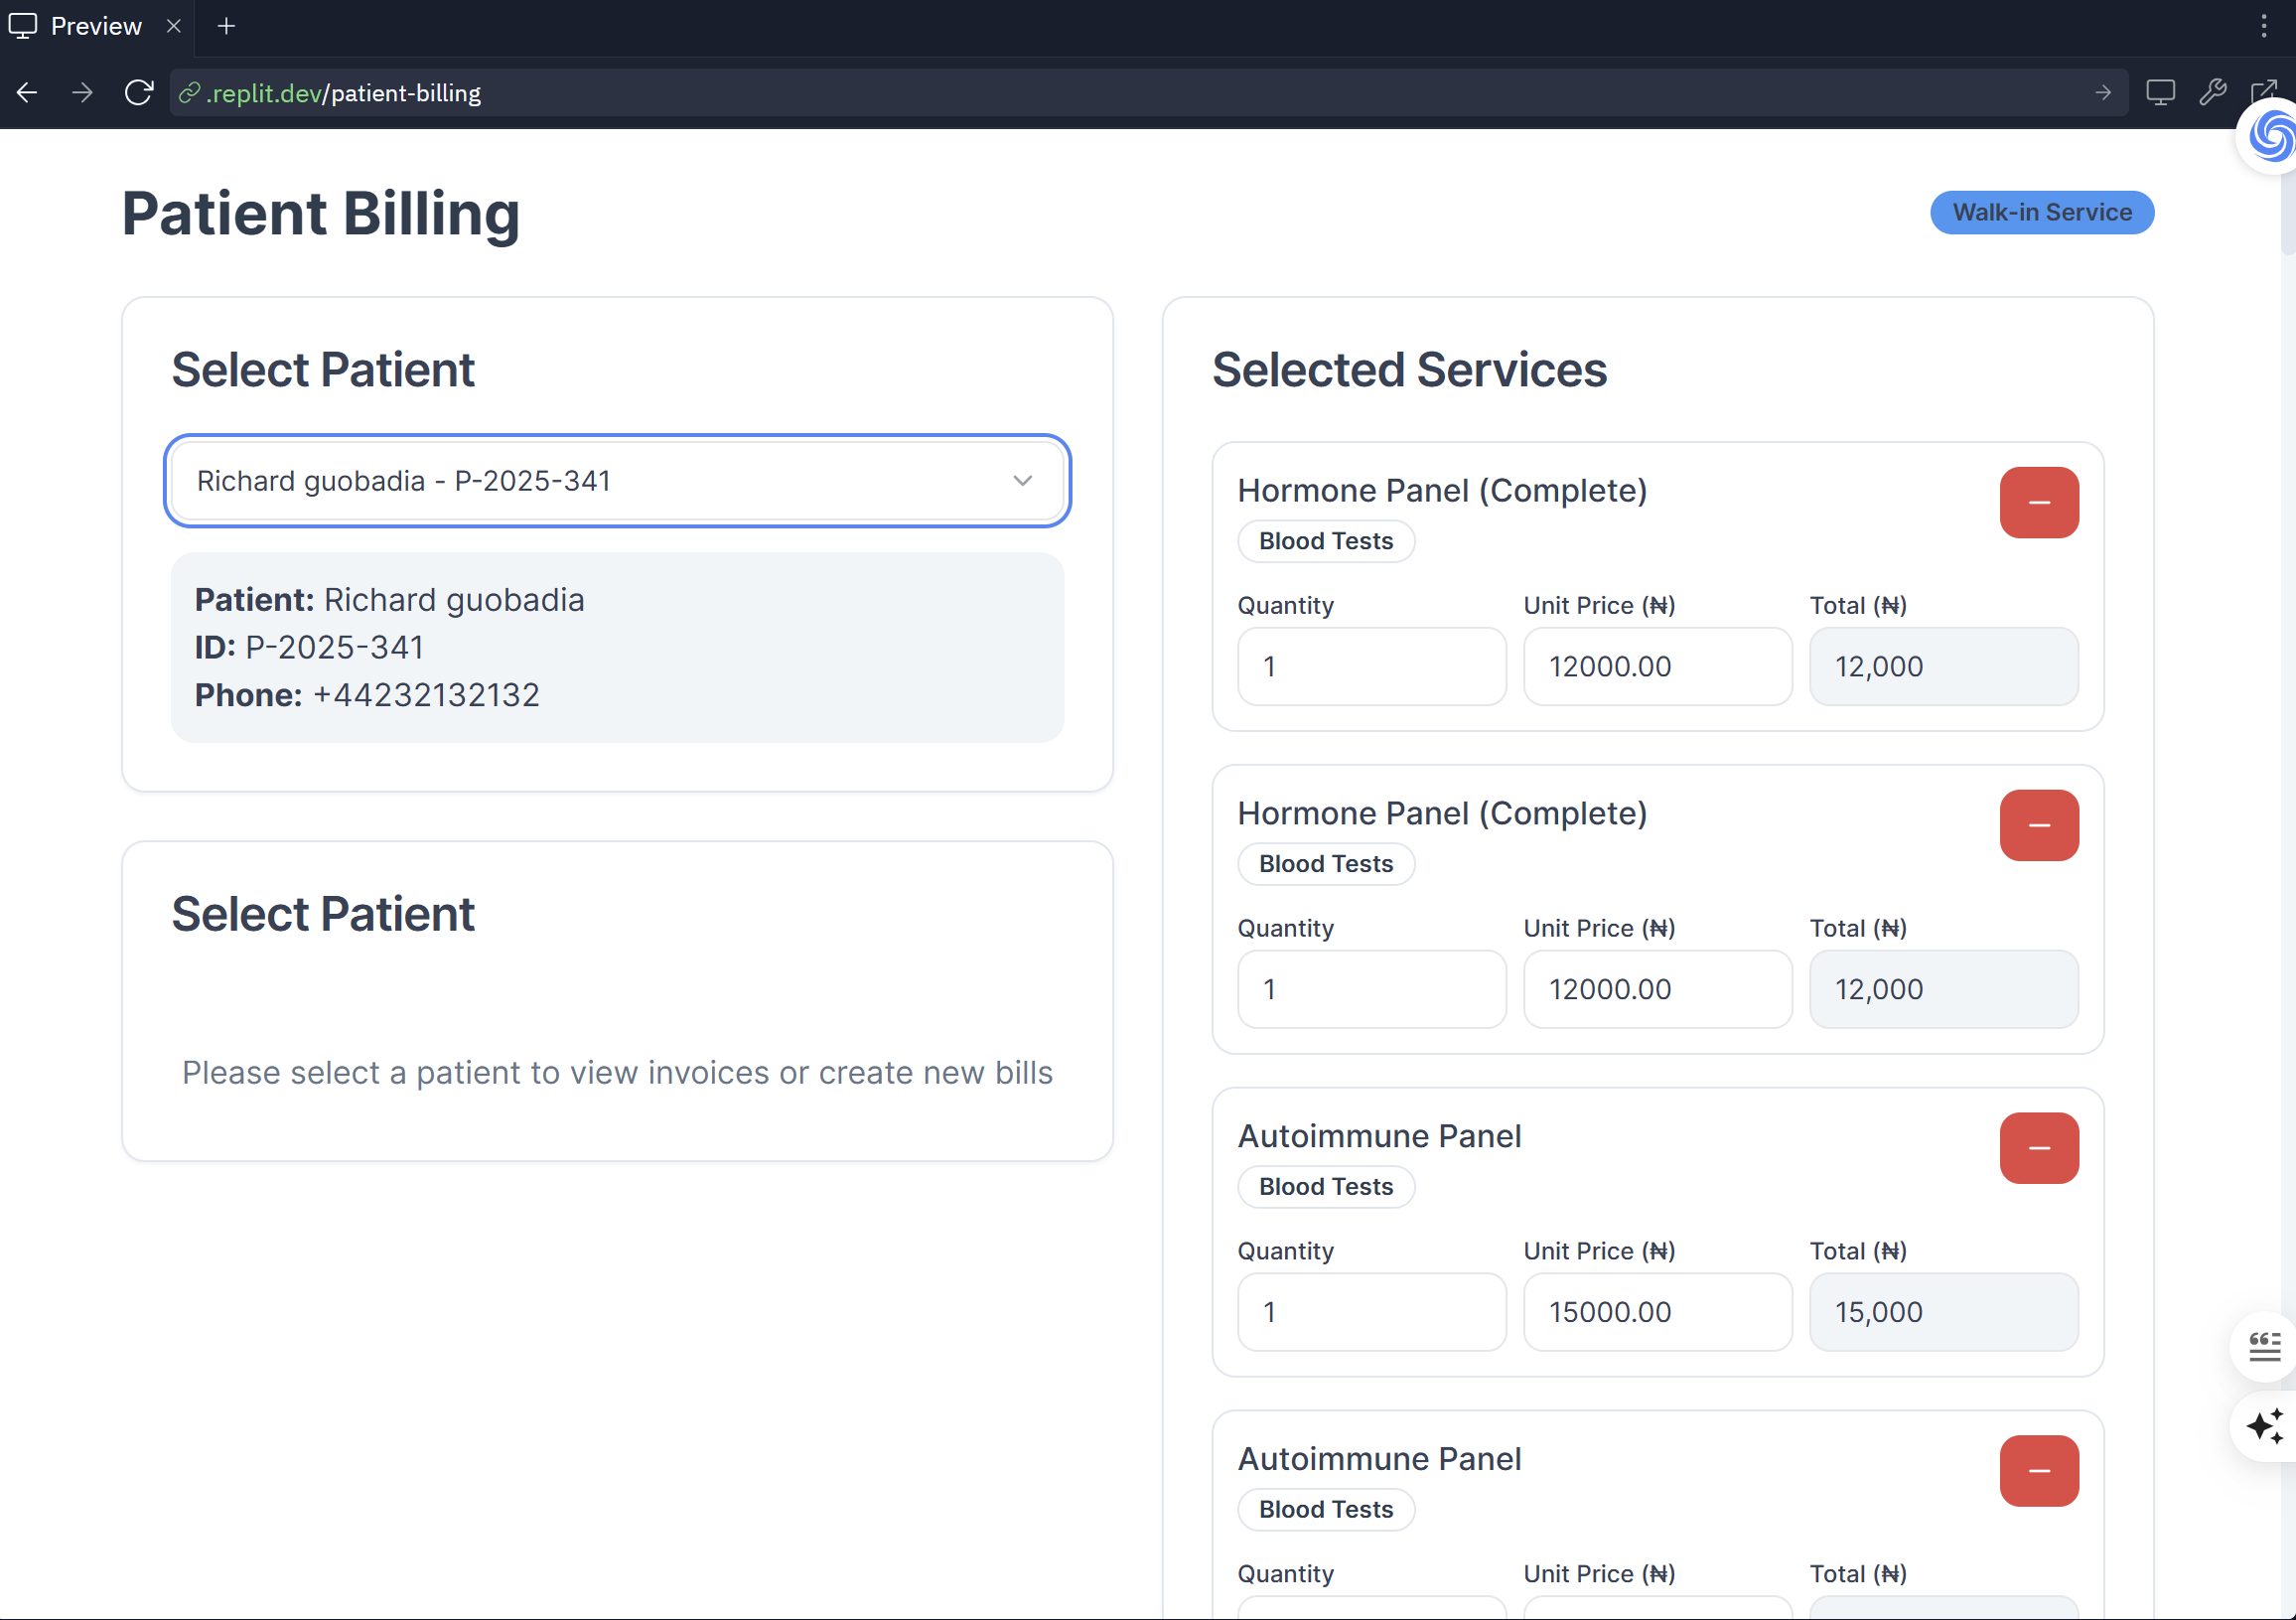 Preview
.replit.dev/patient-billing
Patient Billing
Walk-in Service
Select Patient
Richard guobadia - P-2025-341
Patient: Richard guobadia
ID: P-2025-341
Phone: +44232132132
Select Patient
Please select a patient to view invoices or create new bills
Selected Services
Hormone Panel (Complete)
Blood Tests
Quantity Unit Price (₦) Total (₦)
1 12000.00 12,000
Hormone Panel (Complete)
Blood Tests
Quantity Unit Price (₦) Total (₦)
1 12000.00 12,000
Autoimmune Panel
Blood Tests
Quantity Unit Price (₦) Total (₦)
1 15000.00 15,000
Autoimmune Panel
Blood Tests
Quantity Unit Price (₦) Total (₦)